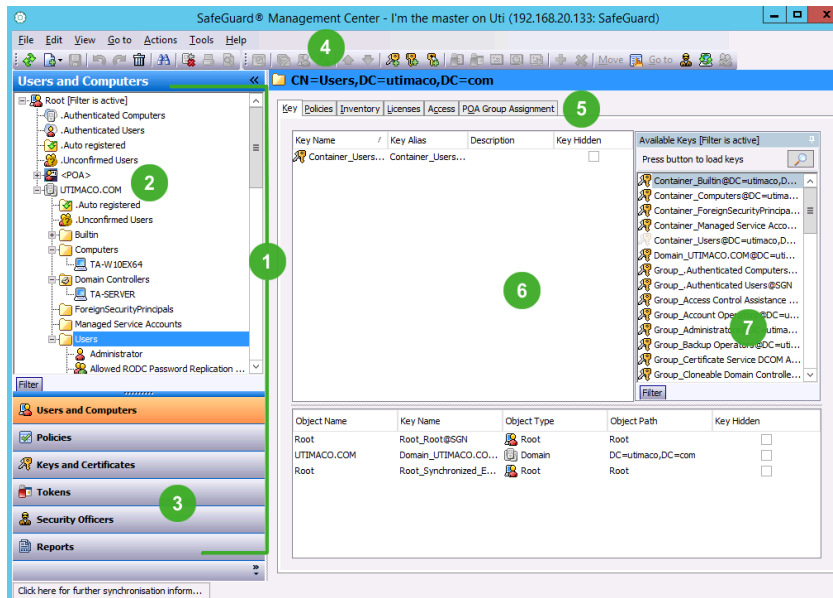 SafeGuard® Management Center - I'm the master on Uti (192.168.20.133: SafeGuard)
File Edit View Go to Actions Tools Help
4
Move Go to
Users and Computers «
CN=Users,DC=utimaco,DC=com
Root [Filter is active]
.Authenticated Computers
.Authenticated Users
.Auto registered
.Unconfirmed Users
<POA>
2
UTIMACO.COM
.Auto registered
.Unconfirmed Users
Builtin
Computers
TA-W10EX64
Domain Controllers
TA-SERVER
ForeignSecurityPrincipals
Managed Service Accounts
Users
Administrator
Allowed RODC Password Replication ...
Filter
1
Users and Computers
Policies
Keys and Certificates
Tokens
3
Security Officers
Reports
Key Policies Inventory Licenses Access POA Group Assignment
5
Key Name / Key Alias Description Key Hidden
Container_Users... Container_Users...
6
Available Keys [Filter is active]
Press button to load keys
Container_Builtin@DC=utimaco,D...
Container_Computers@DC=utima...
Container_ForeignSecurityPrincipa...
Container_Managed Service Acco...
Container_Users@DC=utimaco,D...
Domain_UTIMACO.COM@DC=uti...
Group_.Authenticated Computers...
Group_.Authenticated Users@SGN
Group_Access Control Assistance ...
Group_Account Oper DC=u...
7
Group_Administrator utima...
Group_Backup Operators@DC=uti...
Group_Certificate Service DCOM A...
Group_Cloneable Domain Controlle...
Filter
Object Name Key Name Object Type Object Path Key Hidden
Root Root_Root@SGN Root Root
UTIMACO.COM Domain_UTIMACO.CO... Domain DC=utimaco,DC=com
Root Root_Synchronized_E... Root Root
Click here for further synchronisation inform...